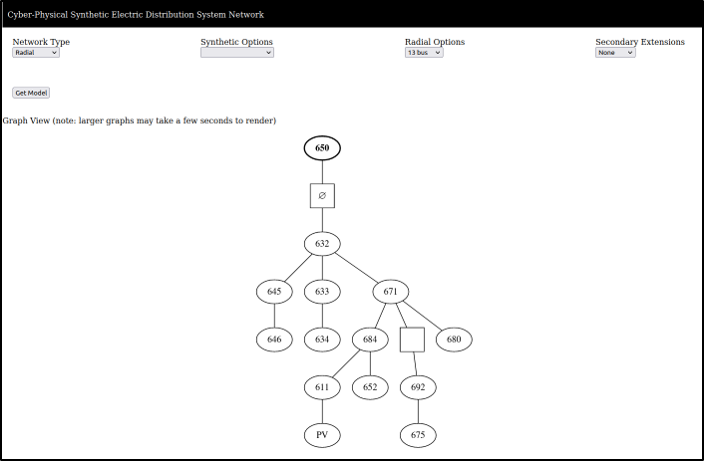 Cyber-Physical Synthetic Electric Distribution System Network
Network Type Synthetic Options Radial Options Secondary Extensions
Radial 13 bus None
Get Model
Graph View (note: larger graphs may take a few seconds to render)
650
∅
632
645 633 671
646 634 684 680
611 652 692
PV 675